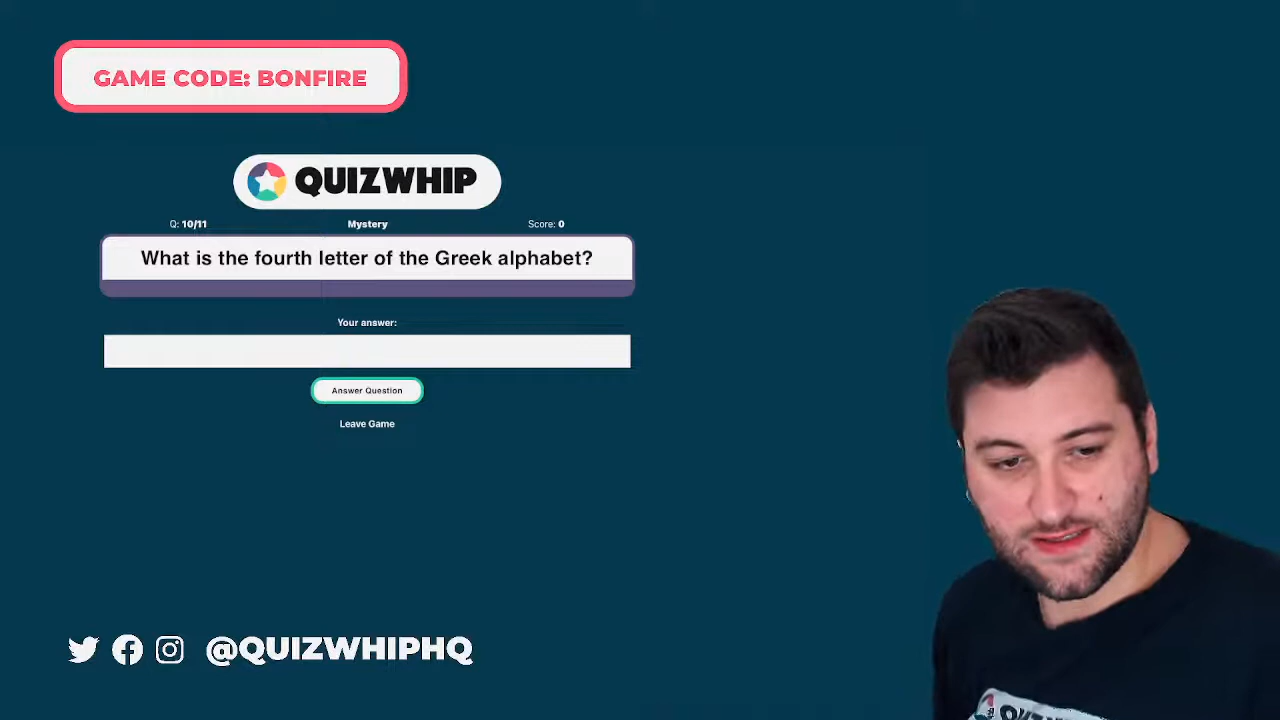 GAME CODE: BONFIRE
QUIZWHIP
Q: 10/11 Mystery Score: 0
What is the fourth letter of the Greek alphabet?
Your answer:
Answer Question
Leave Game
@QUIZWHIPHQ